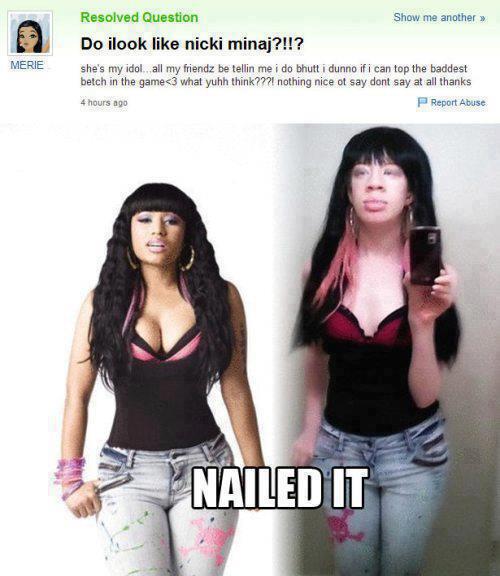 Resolved Question
Show me another »
Do ilook like nicki minaj?!!?
MERIE
she's my idol...all my friendz be tellin me i do bhutt i dunno if i can top the baddest
betch in the game<3 what yuhh think???! nothing nice ot say dont say at all thanks
4 hours ago
Report Abuse
NAILED IT